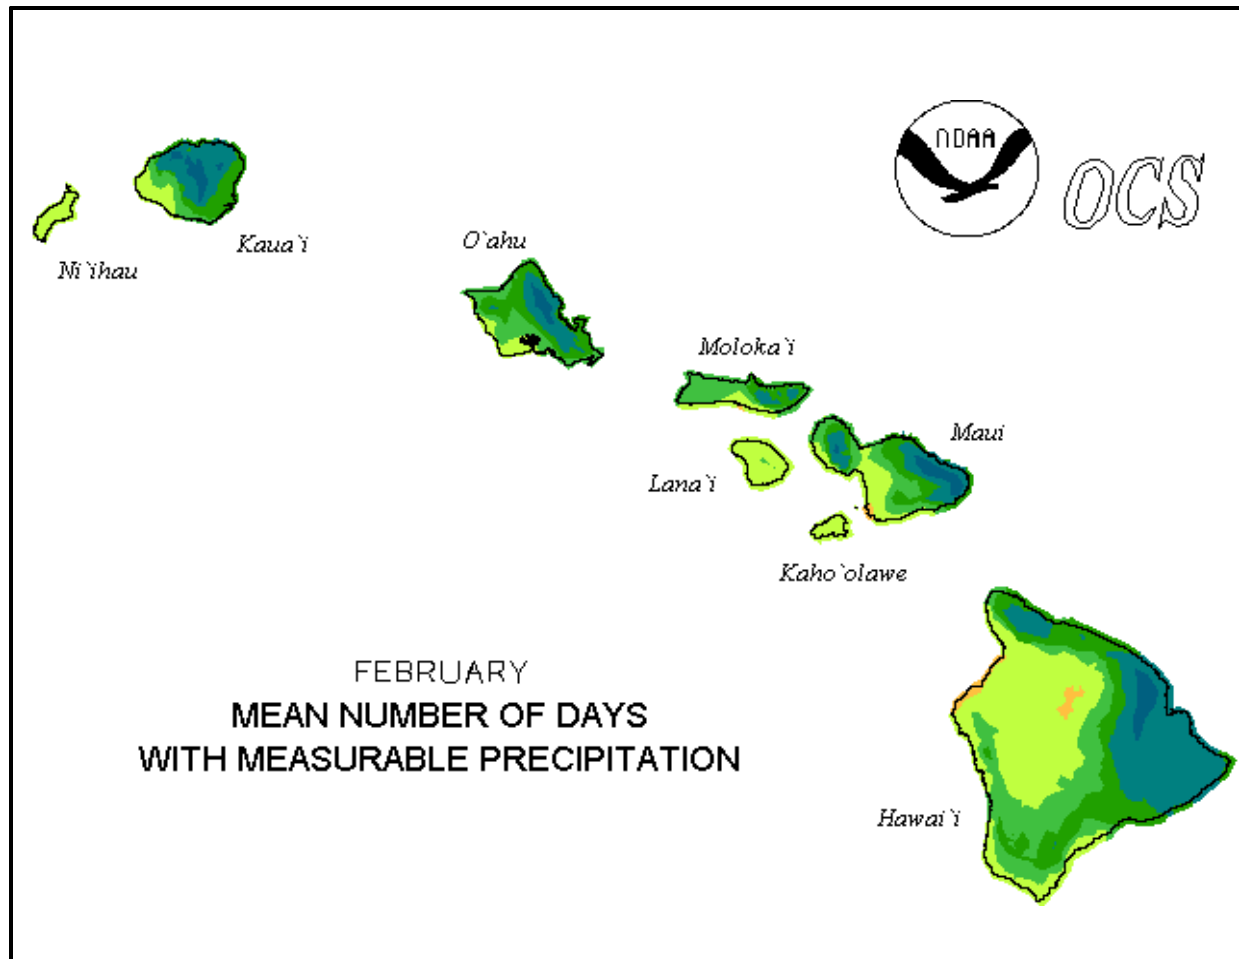 NOAA
OCS
Ni`ihau
Kaua`i
O`ahu
Moloka`i
Maui
Lana`i
Kaho`olawe
Hawai`i
FEBRUARY
MEAN NUMBER OF DAYS
WITH MEASURABLE PRECIPITATION